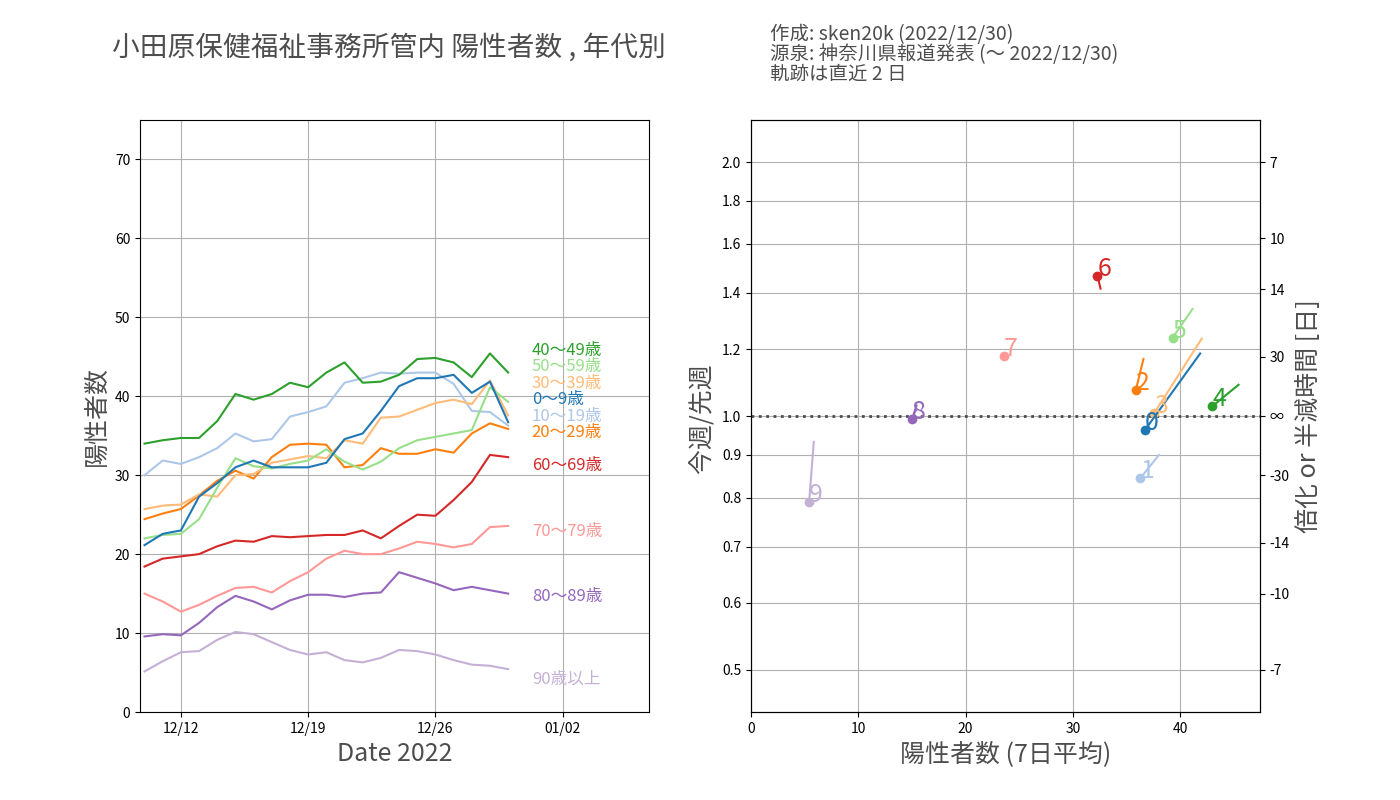 小田原保健福祉事務所管内 陽性者数 , 年代別
作成: sken20k (2022/12/30)
源泉: 神奈川県報道発表 (〜 2022/12/30)
軌跡は直近 2 日
陽性者数
70
60
50
40
30
20
10
0
40〜49歳
50〜59歳
30〜39歳
0〜9歳
10〜19歳
20〜29歳
60〜69歳
70〜79歳
80〜89歳
90歳以上
12/12
12/19
12/26
01/02
Date 2022
今週/先週
2.0
1.8
1.6
1.4
1.2
1.0
0.9
0.8
0.7
0.6
0.5
6
5
7
2
4
3
8
0
1
9
7
10
14
30
∞
-30
-14
-10
-7
倍化 or 半減時間 [日]
0
10
20
30
40
陽性者数 (7日平均)